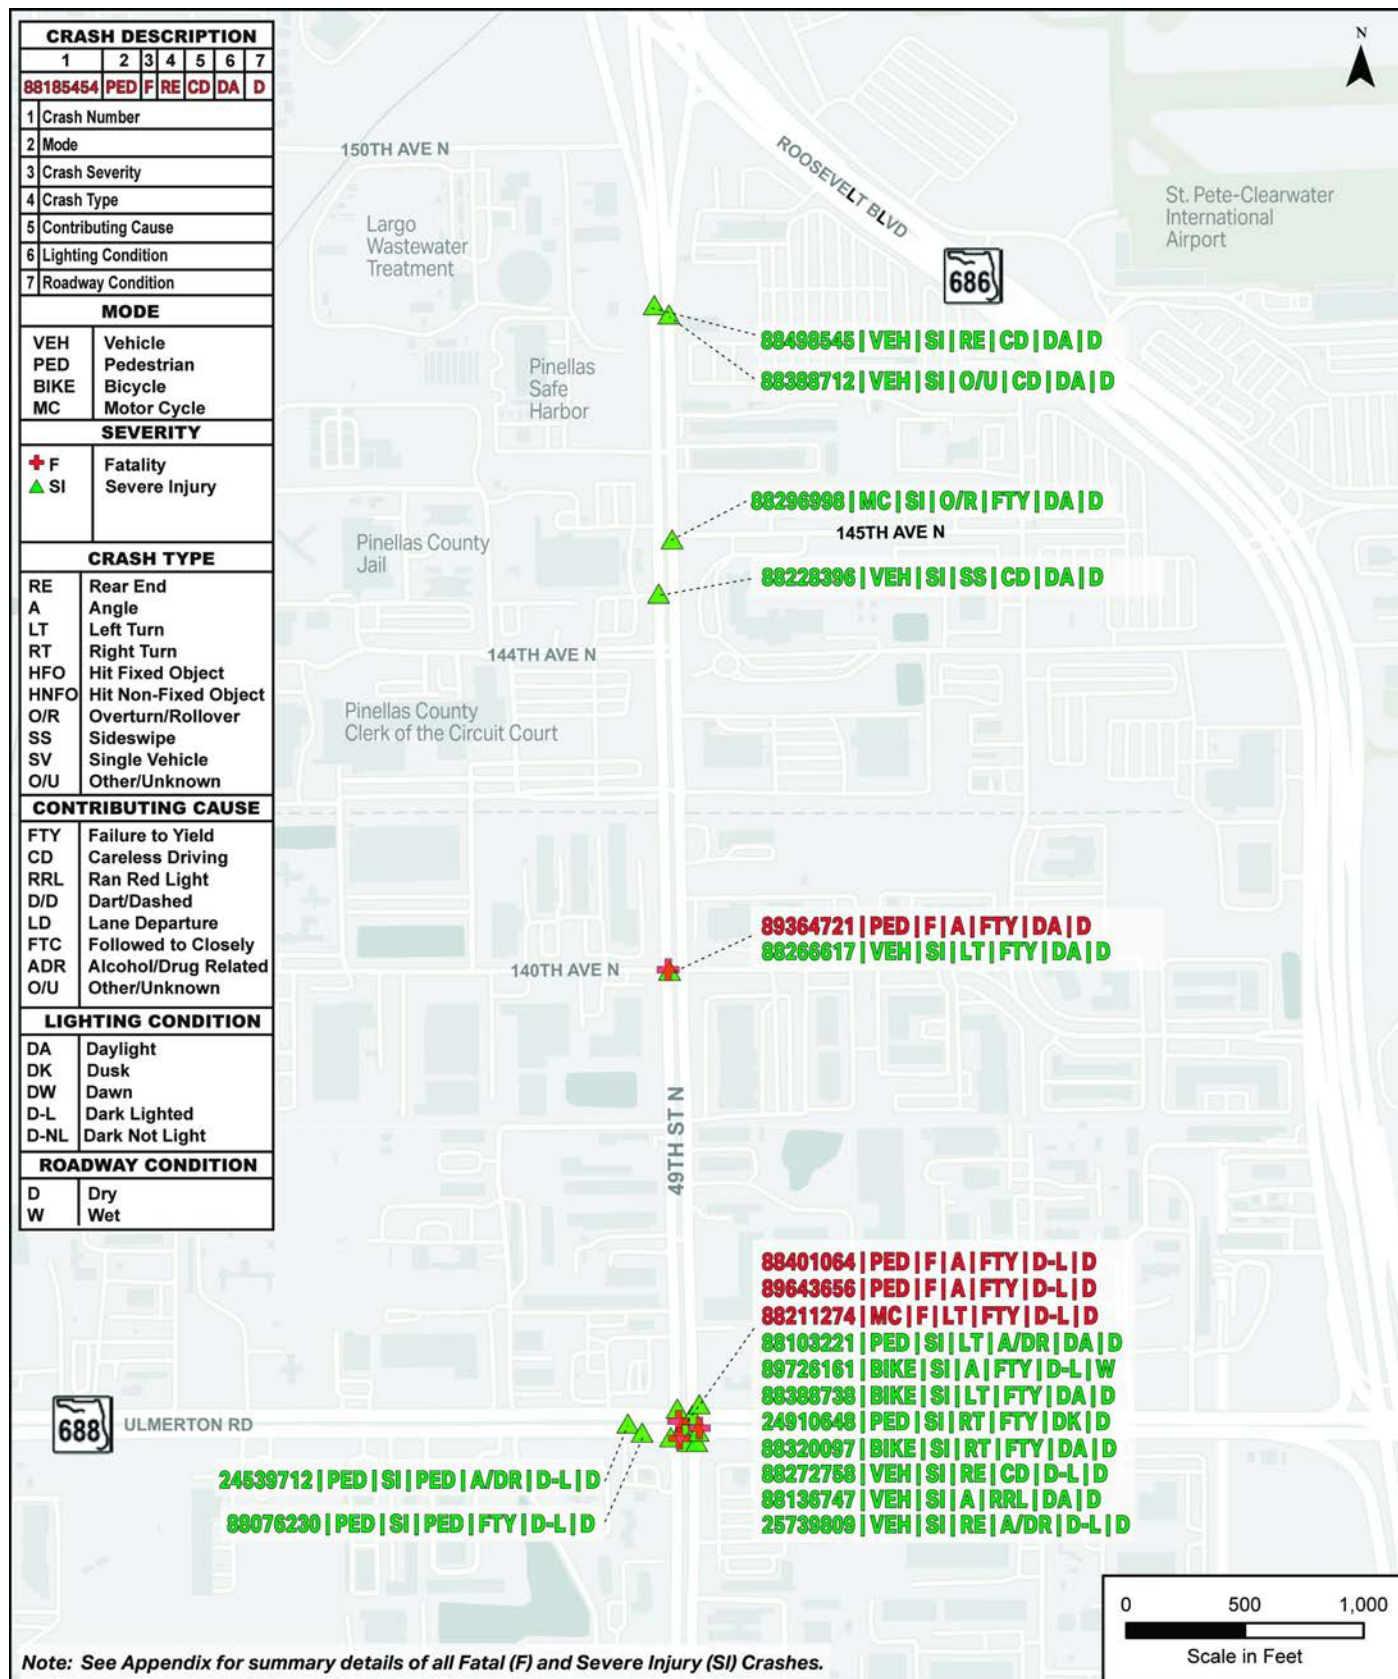 CRASH DESCRIPTION
1 2 3 4 5 6 7
88185454 PED F RE CD DA D
1 Crash Number
2 Mode
3 Crash Severity
4 Crash Type
5 Contributing Cause
6 Lighting Condition
7 Roadway Condition
MODE
VEH Vehicle
PED Pedestrian
BIKE Bicycle
MC Motor Cycle
SEVERITY
F Fatality
SI Severe Injury
CRASH TYPE
RE Rear End
A Angle
LT Left Turn
RT Right Turn
HFO Hit Fixed Object
HNFO Hit Non-Fixed Object
O/R Overturn/Rollover
SS Sideswipe
SV Single Vehicle
O/U Other/Unknown
CONTRIBUTING CAUSE
FTY Failure to Yield
CD Careless Driving
RRL Ran Red Light
D/D Dart/Dashed
LD Lane Departure
FTC Followed to Closely
ADR Alcohol/Drug Related
O/U Other/Unknown
LIGHTING CONDITION
DA Daylight
DK Dusk
DW Dawn
D-L Dark Lighted
D-NL Dark Not Light
ROADWAY CONDITION
D Dry
W Wet
N
150TH AVE N
ROOSEVELT BLVD
St. Pete-Clearwater
International
Airport
Largo
Wastewater
Treatment
686
88498545 | VEH | SI | RE | CD | DA | D
Pinellas
Safe
Harbor
88388712 | VEH | SI | O/U | CD | DA | D
88296998 | MC | SI | O/R | FTY | DA | D
145TH AVE N
Pinellas County
Jail
88228396 | VEH | SI | SS | CD | DA | D
144TH AVE N
Pinellas County
Clerk of the Circuit Court
89364721 | PED | F | A | FTY | DA | D
88266617 | VEH | SI | LT | FTY | DA | D
140TH AVE N
49TH ST N
88401064 | PED | F | A | FTY | D-L | D
89643656 | PED | F | A | FTY | D-L | D
88211274 | MC | F | LT | FTY | D-L | D
88103221 | PED | SI | LT | A/DR | DA | D
89726161 | BIKE | SI | A | FTY | D-L | W
88388738 | BIKE | SI | LT | FTY | DA | D
24910648 | PED | SI | RT | FTY | DK | D
88320097 | BIKE | SI | RT | FTY | DA | D
88272758 | VEH | SI | RE | CD | D-L | D
88136747 | VEH | SI | A | RRL | DA | D
25739809 | VEH | SI | RE | A/DR | D-L | D
688
ULMERTON RD
24539712 | PED | SI | PED | A/DR | D-L | D
88076230 | PED | SI | PED | FTY | D-L | D
0 500 1,000
Scale in Feet
Note: See Appendix for summary details of all Fatal (F) and Severe Injury (SI) Crashes.